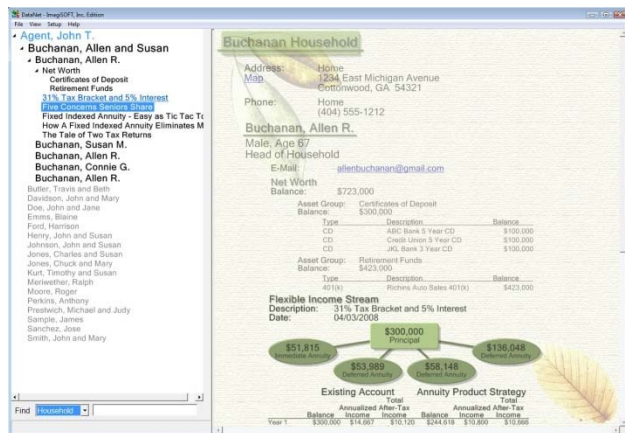 DataNet - ImagiSOFT, Inc. Edition
File View Setup Help
Agent, John T.
Buchanan, Allen and Susan
Buchanan, Allen R.
Net Worth
Certificates of Deposit
Retirement Funds
31% Tax Bracket and 5% Interest
Five Concerns Seniors Share
Fixed Indexed Annuity - Easy as Tic Tac To
How A Fixed Indexed Annuity Eliminates M
The Tale of Two Tax Returns
Buchanan, Susan M.
Buchanan, Allen R.
Buchanan, Connie G.
Buchanan, Allen R.
Butler, Travis and Beth
Davidson, John and Mary
Doe, John and Jane
Emms, Blaine
Ford, Harrison
Henry, John and Susan
Johnson, John and Susan
Jones, Charles and Susan
Jones, Chuck and Mary
Kurt, Timothy and Susan
Meriwether, Ralph
Moore, Roger
Perkins, Anthony
Prestwich, Michael and Judy
Sample, James
Sanchez, Jose
Smith, John and Mary
Find Household
Buchanan Household
Address: Home
Map 1234 East Michigan Avenue
Cottonwood, GA 54321
Phone: Home
(404) 555-1212
Buchanan, Allen R.
Male, Age 67
Head of Household
E-Mail: allenbuchanan@gmail.com
Net Worth
Balance: $723,000
Asset Group: Certificates of Deposit
Balance: $300,000
Type Description Balance
CD ABC Bank 5 Year CD $100,000
CD Credit Union 5 Year CD $100,000
CD JKL Bank 3 Year CD $100,000
Asset Group: Retirement Funds
Balance: $423,000
Type Description Balance
401(k) Richins Auto Sales 401(k) $423,000
Flexible Income Stream
Description: 31% Tax Bracket and 5% Interest
Date: 04/03/2008
$300,000
Principal
$51,815
Immediate Annuity
$136,048
Deferred Annuity
$53,989
Deferred Annuity
$58,148
Deferred Annuity
Existing Account Annuity Product Strategy
Total Total
Annualized After-Tax Annualized After-Tax
Balance Income Income Balance Income Income
Year 1 $300,000 $14,667 $10,120 $244,618 $10,800 $10,666